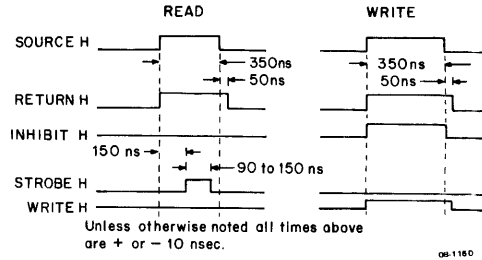 READ WRITE
SOURCE H
350ns 350ns
50ns 50ns
RETURN H
INHIBIT H
150 ns
90 to 150 ns
STROBE H
WRITE H
Unless otherwise noted all times above
are + or - 10 nsec.
08-1160